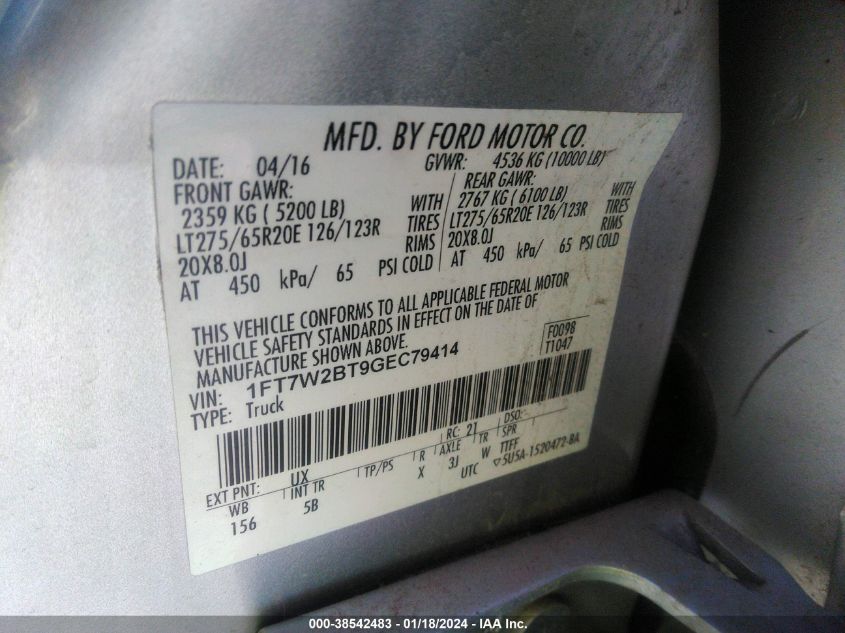 MFD. BY FORD MOTOR CO.
DATE: 04/16 GVWR: 4536 KG (10000 LB)
FRONT GAWR: REAR GAWR:
2359 KG ( 5200 LB) WITH 2767 KG ( 6100 LB) WITH
LT275/65R20E 126/123R TIRES LT275/65R20E 126/123R TIRES
20X8.0J RIMS 20X8.0J RIMS
AT 450 kPa/ 65 PSI COLD AT 450 kPa/ 65 PSI COLD
THIS VEHICLE CONFORMS TO ALL APPLICABLE FEDERAL MOTOR
VEHICLE SAFETY STANDARDS IN EFFECT ON THE DATE OF
MANUFACTURE SHOWN ABOVE.
F0098
T1047
VIN: 1FT7W2BT9GEC79414
TYPE: Truck
EXT PNT: UX RC: 21 DSO:
WB INT TR TP/PS R AXLE TR SPR
156 5B X 3J W TTFF
UTC ▽5U5A-1520472-BA
000-38542483 - 01/18/2024 - IAA Inc.